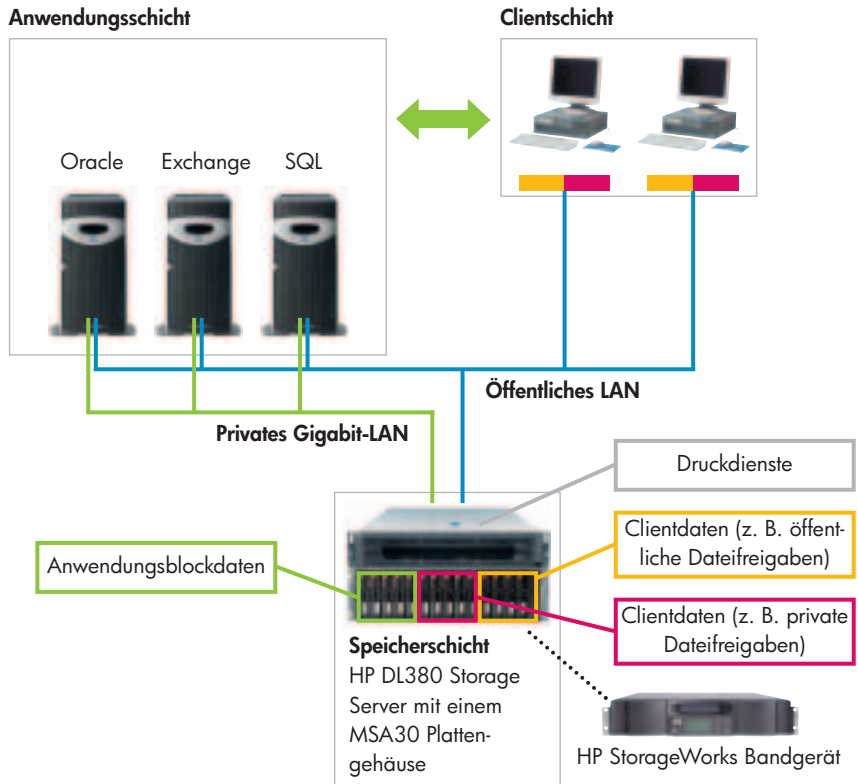 Anwendungsschicht
Clientschicht
Oracle
Exchange
SQL
Öffentliches LAN
Privates Gigabit-LAN
Druckdienste
Clientdaten (z. B. öffent-
liche Dateifreigaben)
Anwendungsblockdaten
Clientdaten (z. B. private
Dateifreigaben)
Speicherschicht
HP DL380 Storage
Server mit einem
MSA30 Platten-
gehäuse
HP StorageWorks Bandgerät